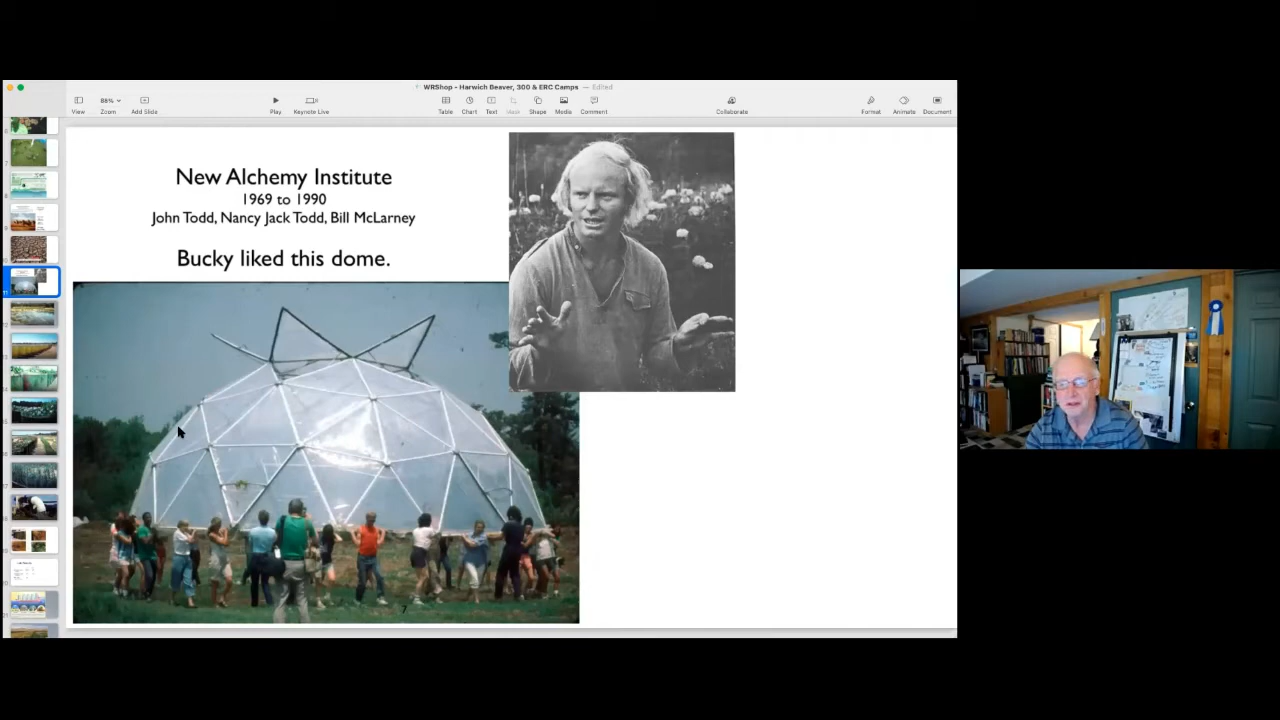 WRShop - Harwich Beaver, 300 & ERC Camps — Edited
88%
View
Zoom
Add Slide
Play
Keynote Live
Table
Chart
Text
Mask
Shape
Media
Comment
Collaborate
Format
Animate
Document
New Alchemy Institute
1969 to 1990
John Todd, Nancy Jack Todd, Bill McLarney
Bucky liked this dome.
7